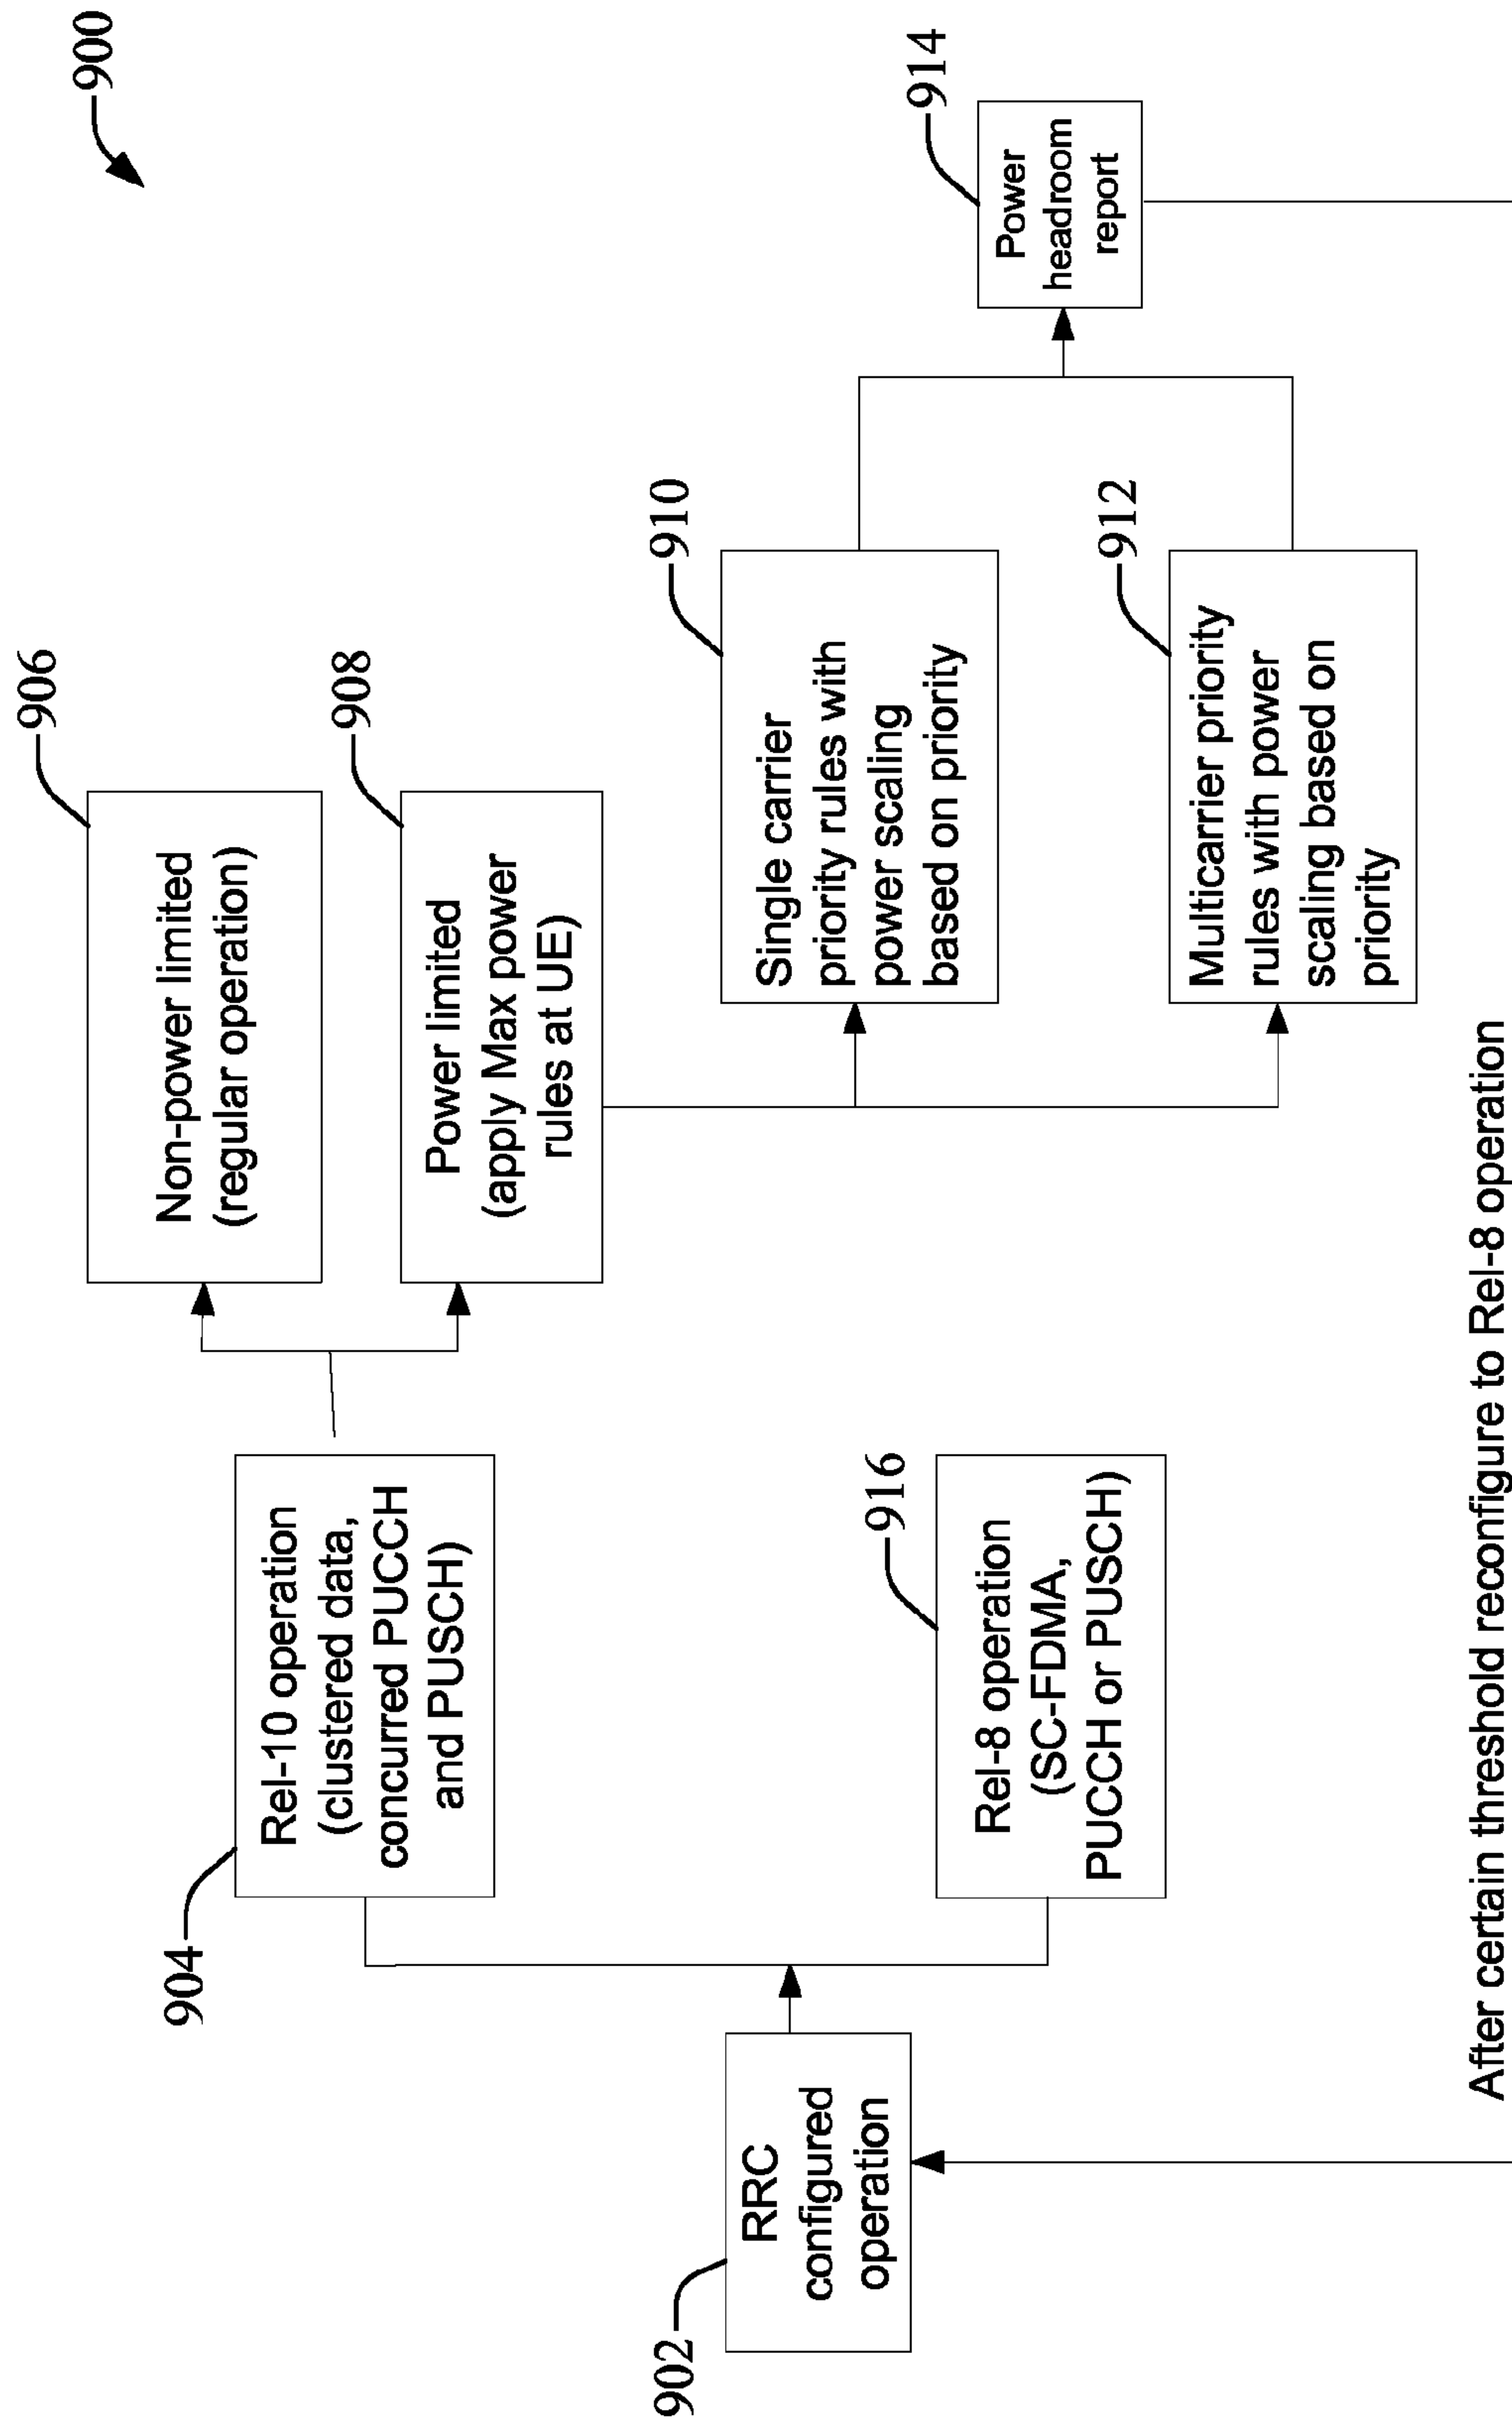 900
902
RRC
configured
operation
904
Rel-10 operation
(clustered data,
concurred PUCCH
and PUSCH)
916
Rel-8 operation
(SC-FDMA,
PUCCH or PUSCH)
906
Non-power limited
(regular operation)
908
Power limited
(apply Max power
rules at UE)
910
Single carrier
priority rules with
power scaling
based on priority
912
Multicarrier priority
rules with power
scaling based on
priority
914
Power
headroom
report
After certain threshold reconfigure to Rel-8 operation